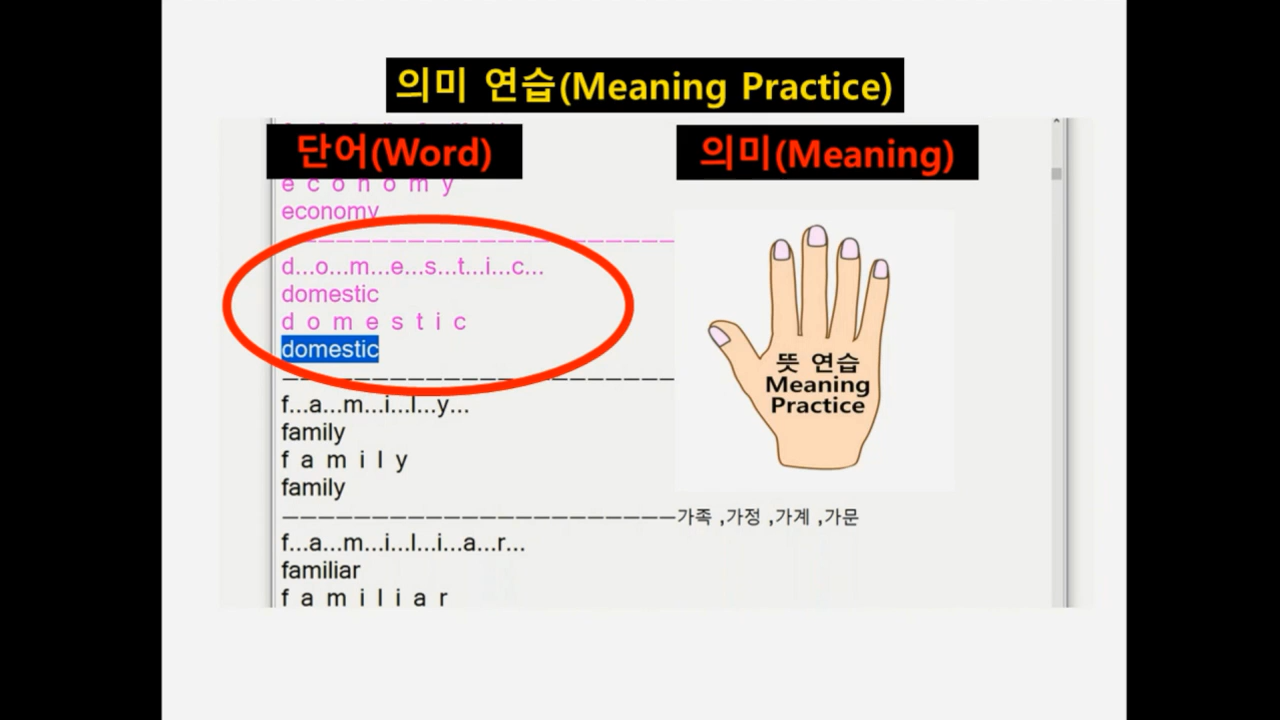 의미 연습(Meaning Practice)
단어(Word)
의미(Meaning)
e c o n o m y
economy
————————————————————————
d...o...m...e...s...t...i...c...
domestic
d o m e s t i c
domestic
————————————————————————
f...a...m...i...l...y...
family
f a m i l y
family
————————————————————————가족 ,가정 ,가계 ,가문
f...a...m...i...l...i...a...r...
familiar
f a m i l i a r
뜻 연습
Meaning
Practice